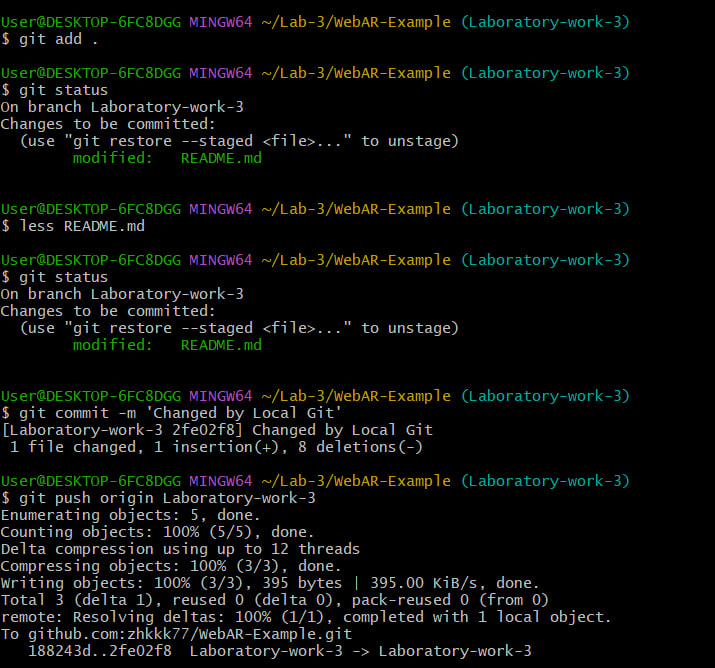 User@DESKTOP-6FC8DGG MINGW64 ~/Lab-3/WebAR-Example (Laboratory-work-3)
$ git add .
User@DESKTOP-6FC8DGG MINGW64 ~/Lab-3/WebAR-Example (Laboratory-work-3)
$ git status
On branch Laboratory-work-3
Changes to be committed:
  (use "git restore --staged <file>..." to unstage)
        modified:   README.md
User@DESKTOP-6FC8DGG MINGW64 ~/Lab-3/WebAR-Example (Laboratory-work-3)
$ less README.md
User@DESKTOP-6FC8DGG MINGW64 ~/Lab-3/WebAR-Example (Laboratory-work-3)
$ git status
On branch Laboratory-work-3
Changes to be committed:
  (use "git restore --staged <file>..." to unstage)
        modified:   README.md
User@DESKTOP-6FC8DGG MINGW64 ~/Lab-3/WebAR-Example (Laboratory-work-3)
$ git commit -m 'Changed by Local Git'
[Laboratory-work-3 2fe02f8] Changed by Local Git
 1 file changed, 1 insertion(+), 8 deletions(-)
User@DESKTOP-6FC8DGG MINGW64 ~/Lab-3/WebAR-Example (Laboratory-work-3)
$ git push origin Laboratory-work-3
Enumerating objects: 5, done.
Counting objects: 100% (5/5), done.
Delta compression using up to 12 threads
Compressing objects: 100% (3/3), done.
Writing objects: 100% (3/3), 395 bytes | 395.00 KiB/s, done.
Total 3 (delta 1), reused 0 (delta 0), pack-reused 0 (from 0)
remote: Resolving deltas: 100% (1/1), completed with 1 local object.
To github.com:zhkkk77/WebAR-Example.git
   188243d..2fe02f8  Laboratory-work-3 -> Laboratory-work-3